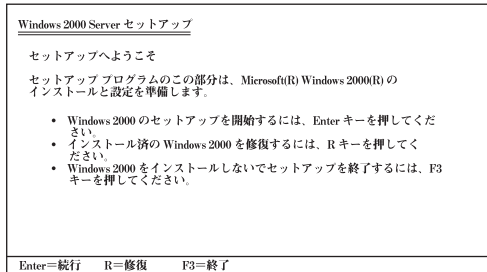 Windows 2000 Server セットアップ
セットアップへようこそ
セットアップ プログラムのこの部分は、Microsoft(R) Windows 2000(R) の
インストールと設定を準備します。
• Windows 2000 のセットアップを開始するには、Enter キーを押してくだ
さい。
• インストール済の Windows 2000 を修復するには、R キーを押してく
ださい。
• Windows 2000 をインストールしないでセットアップを終了するには、F3
キーを押してください。
Enter＝続行 R＝修復 F3＝終了